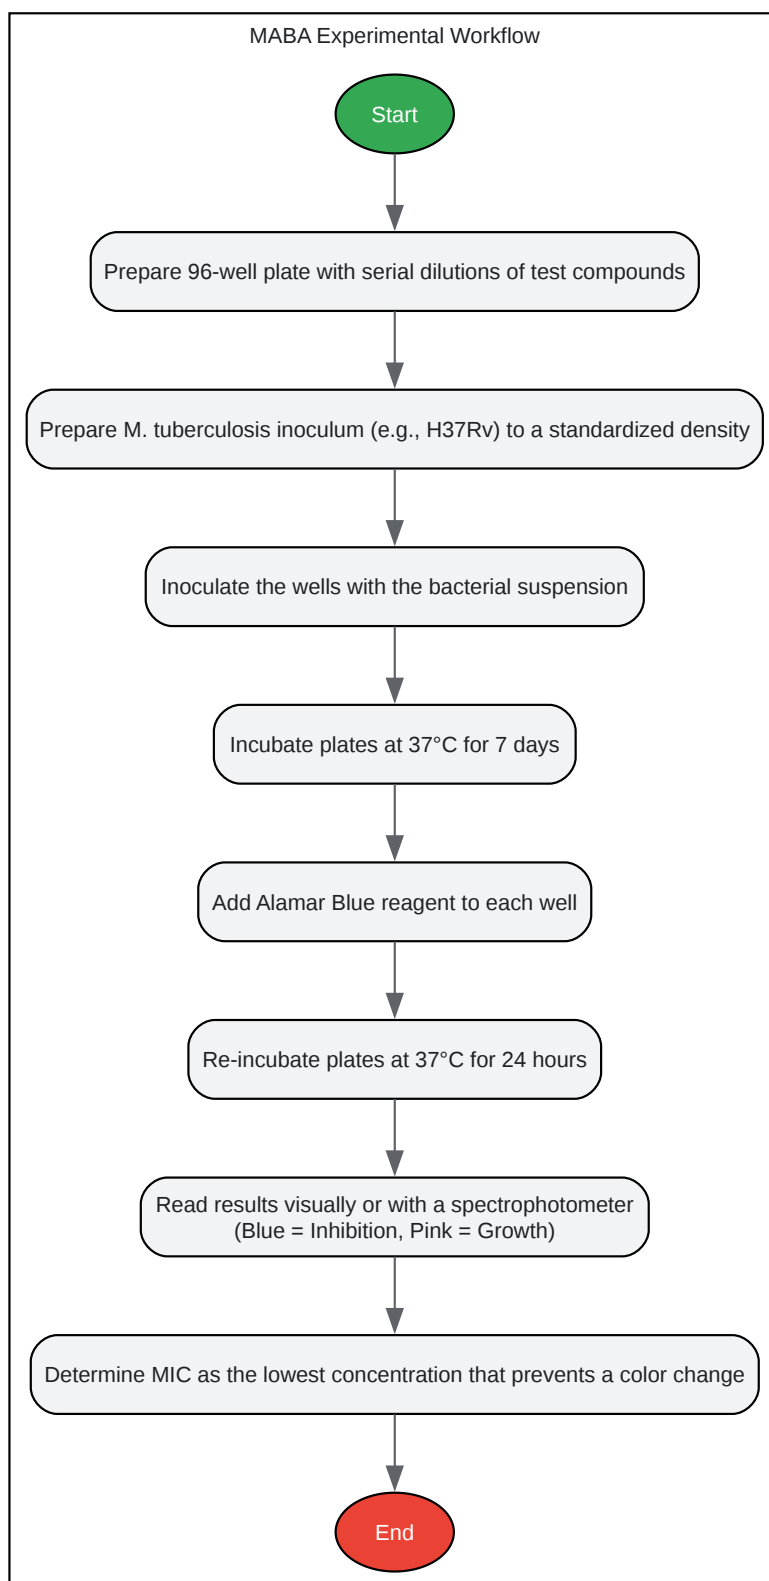 MABA Experimental Workflow
Start
Prepare 96-well plate with serial dilutions of test compounds
Prepare M. tuberculosis inoculum (e.g., H37Rv) to a standardized density
Inoculate the wells with the bacterial suspension
Incubate plates at 37°C for 7 days
Add Alamar Blue reagent to each well
Re-incubate plates at 37°C for 24 hours
Read results visually or with a spectrophotometer
(Blue = Inhibition, Pink = Growth)
Determine MIC as the lowest concentration that prevents a color change
End